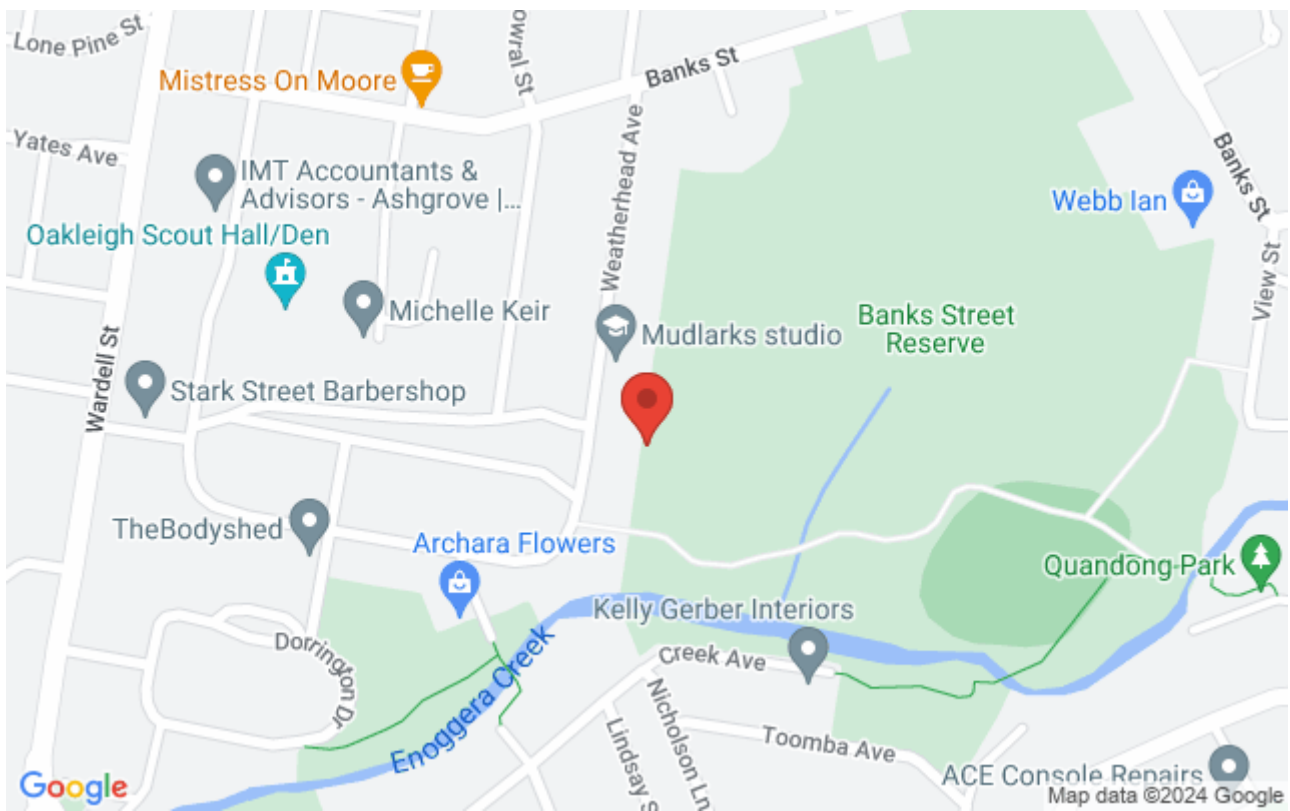 Lone Pine St
owral St
Banks St
Mistress On Moore
Yates Ave
Weatherhead Ave
IMT Accountants &
Advisors - Ashgrove |...
Banks St
Webb Ian
Oakleigh Scout Hall/Den
View St
Michelle Keir
Banks Street
Reserve
Mudlarks studio
Wardell St
Stark Street Barbershop
TheBodyshed
Archara Flowers
Quandong Park
Kelly Gerber Interiors
Dorrington Dr
Creek Ave
Enoggera Creek
Nicholson Ln
Lindsay S
Toomba Ave
ACE Console Repairs
Google
Map data ©2024 Google